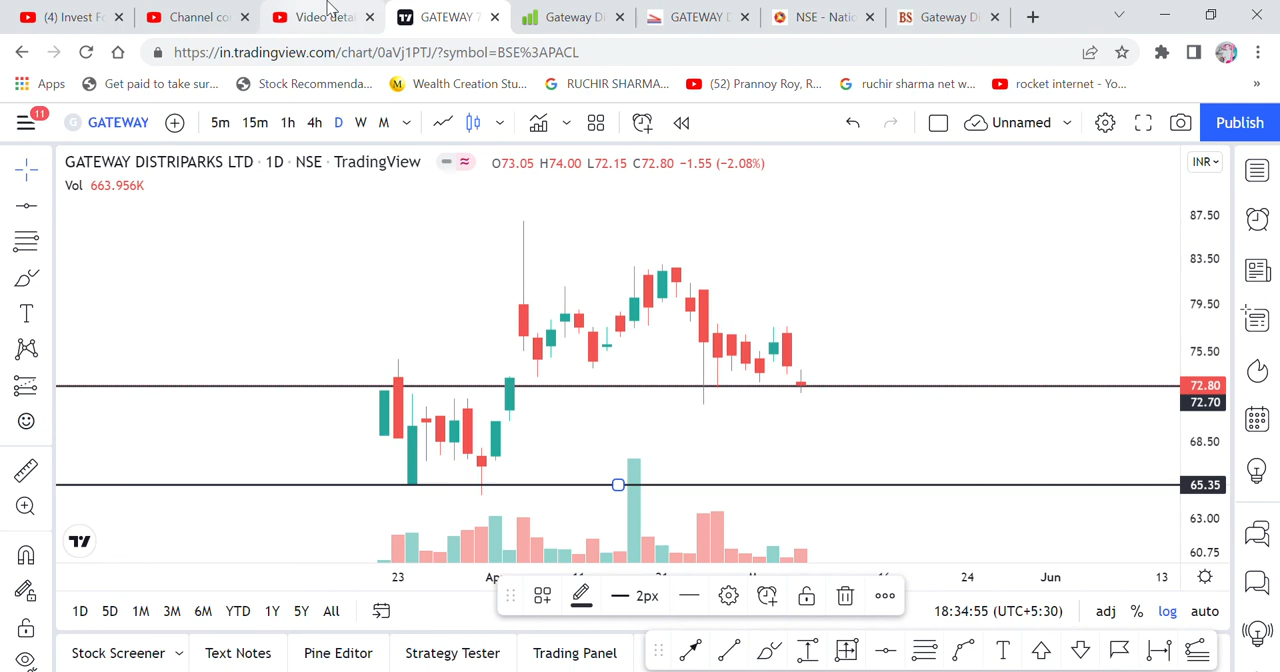 (4) Invest F
Channel co
Video detai
GATEWAY 7
Gateway Di
GATEWAY D
NSE - Natio
Gateway Di
https://in.tradingview.com/chart/0aVj1PTJ/?symbol=BSE%3APACL
Apps
Get paid to take sur...
Stock Recommenda...
Wealth Creation Stu...
RUCHIR SHARMA...
(52) Prannoy Roy, R...
ruchir sharma net w...
rocket internet - Yo...
»
11
G GATEWAY
5m 15m 1h 4h D W M
Unnamed
Publish
GATEWAY DISTRIPARKS LTD · 1D · NSE · TradingView
O73.05 H74.00 L72.15 C72.80 −1.55 (−2.08%)
INR
Vol 663.956K
87.50
83.50
79.50
75.50
72.80
72.70
68.50
65.35
63.00
60.75
23
16
24
Jun
13
2px
1D 5D 1M 3M 6M YTD 1Y 5Y All
18:34:55 (UTC+5:30)
adj % log auto
Stock Screener
Text Notes
Pine Editor
Strategy Tester
Trading Panel